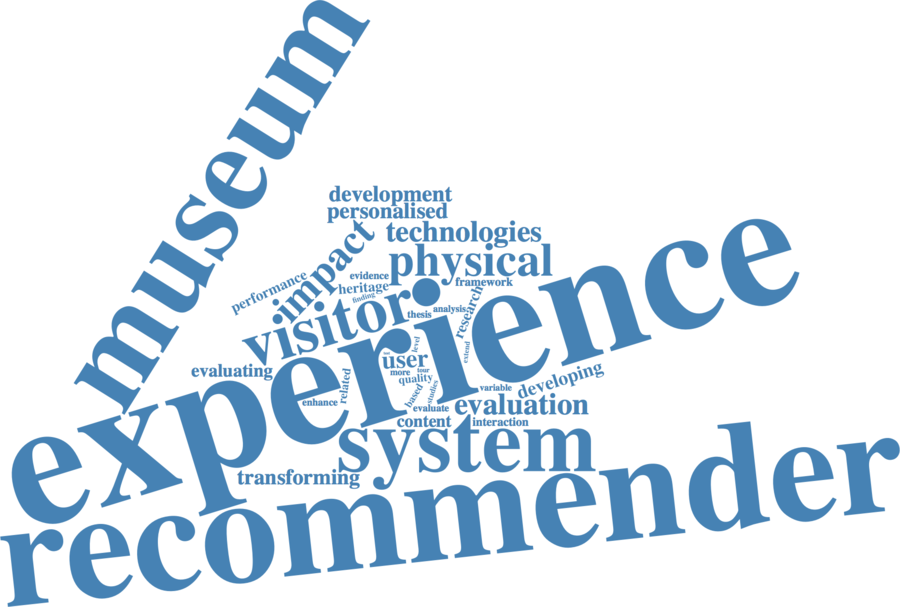 museum
development
personalised
technologies
impact
physical
evidence
performance
heritage
framework
finding
visitor
research
experience
thesis
analysis
level
extend
evaluating
user
more
tour
quality
related
based
studies
variable
developing
enhance
evaluate
evaluation
content
interaction
system
transforming
recommender